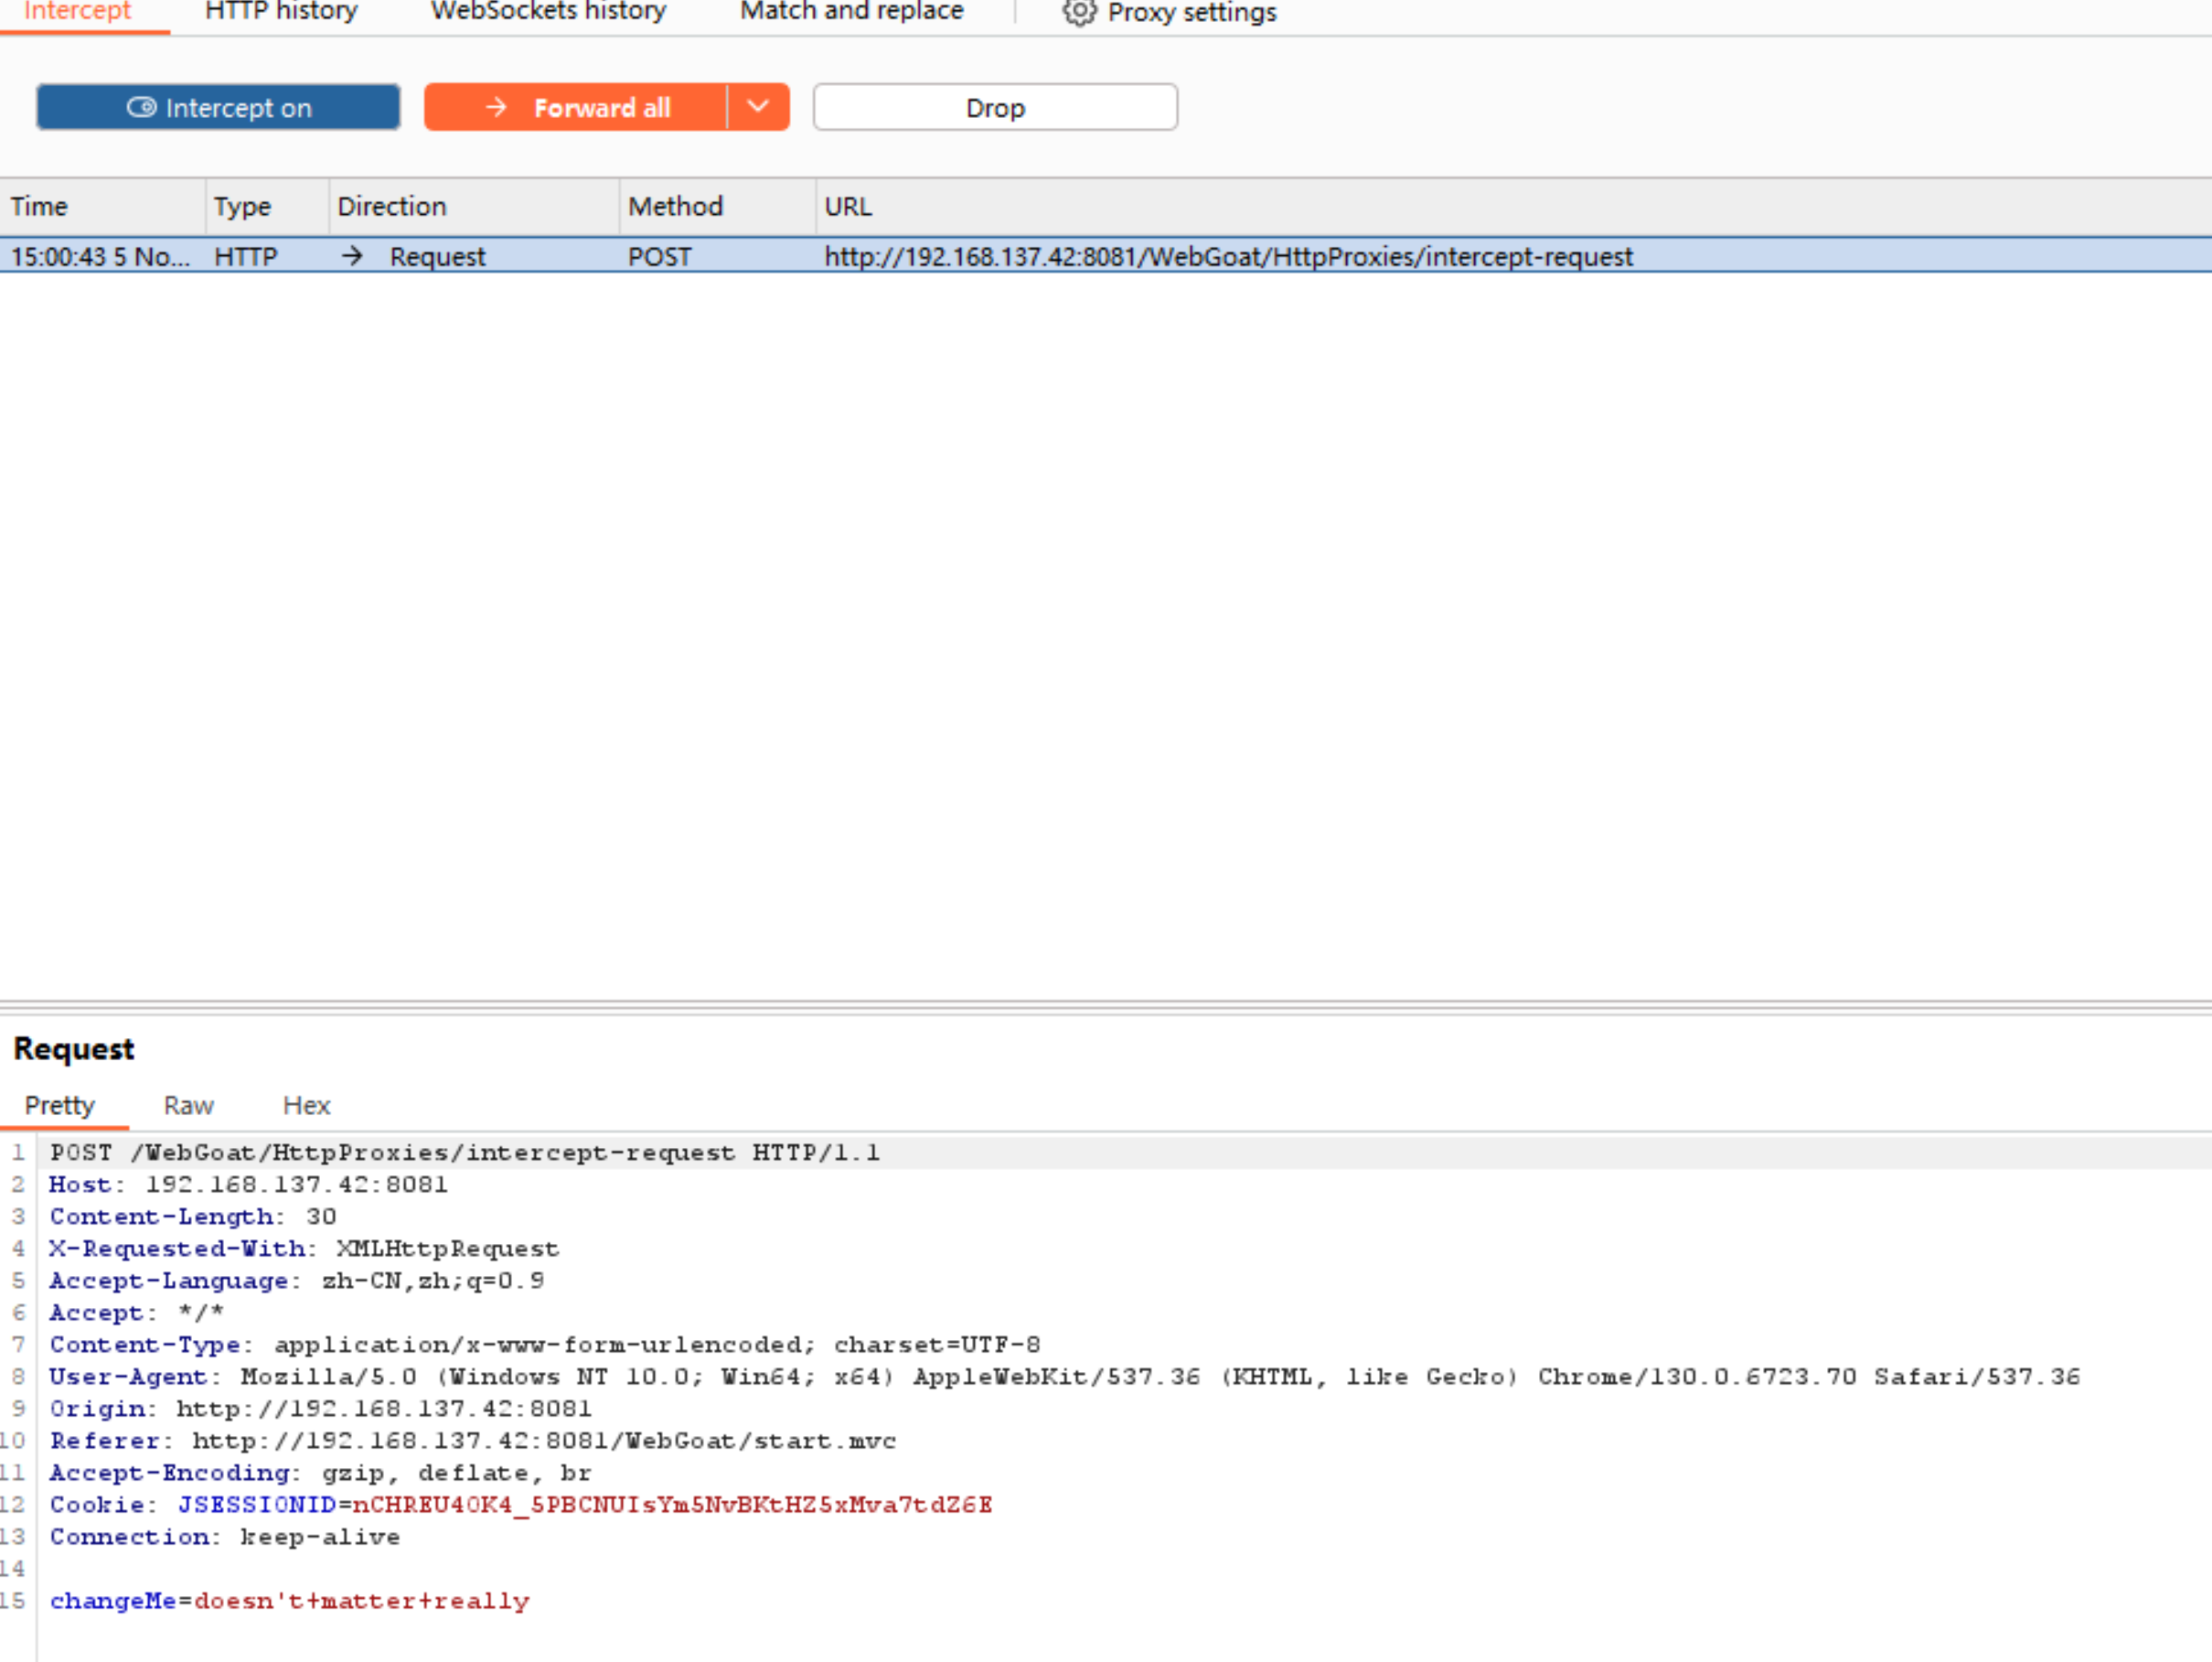 Intercept HTTP history WebSockets history Match and replace Proxy settings
Intercept on Forward all Drop
Time Type Direction Method URL
15:00:43 5 No... HTTP → Request POST http://192.168.137.42:8081/WebGoat/HttpProxies/intercept-request
Request
Pretty Raw Hex
1 POST /WebGoat/HttpProxies/intercept-request HTTP/1.1
2 Host: 192.168.137.42:8081
3 Content-Length: 30
4 X-Requested-With: XMLHttpRequest
5 Accept-Language: zh-CN,zh;q=0.9
6 Accept: */*
7 Content-Type: application/x-www-form-urlencoded; charset=UTF-8
8 User-Agent: Mozilla/5.0 (Windows NT 10.0; Win64; x64) AppleWebKit/537.36 (KHTML, like Gecko) Chrome/130.0.6723.70 Safari/537.36
9 Origin: http://192.168.137.42:8081
10 Referer: http://192.168.137.42:8081/WebGoat/start.mvc
11 Accept-Encoding: gzip, deflate, br
12 Cookie: JSESSIONID=nCHREU4OK4_5PBCNUIsYm5NvBKtHZ5xMva7tdZ6E
13 Connection: keep-alive
14
15 changeMe=doesn't+matter+really